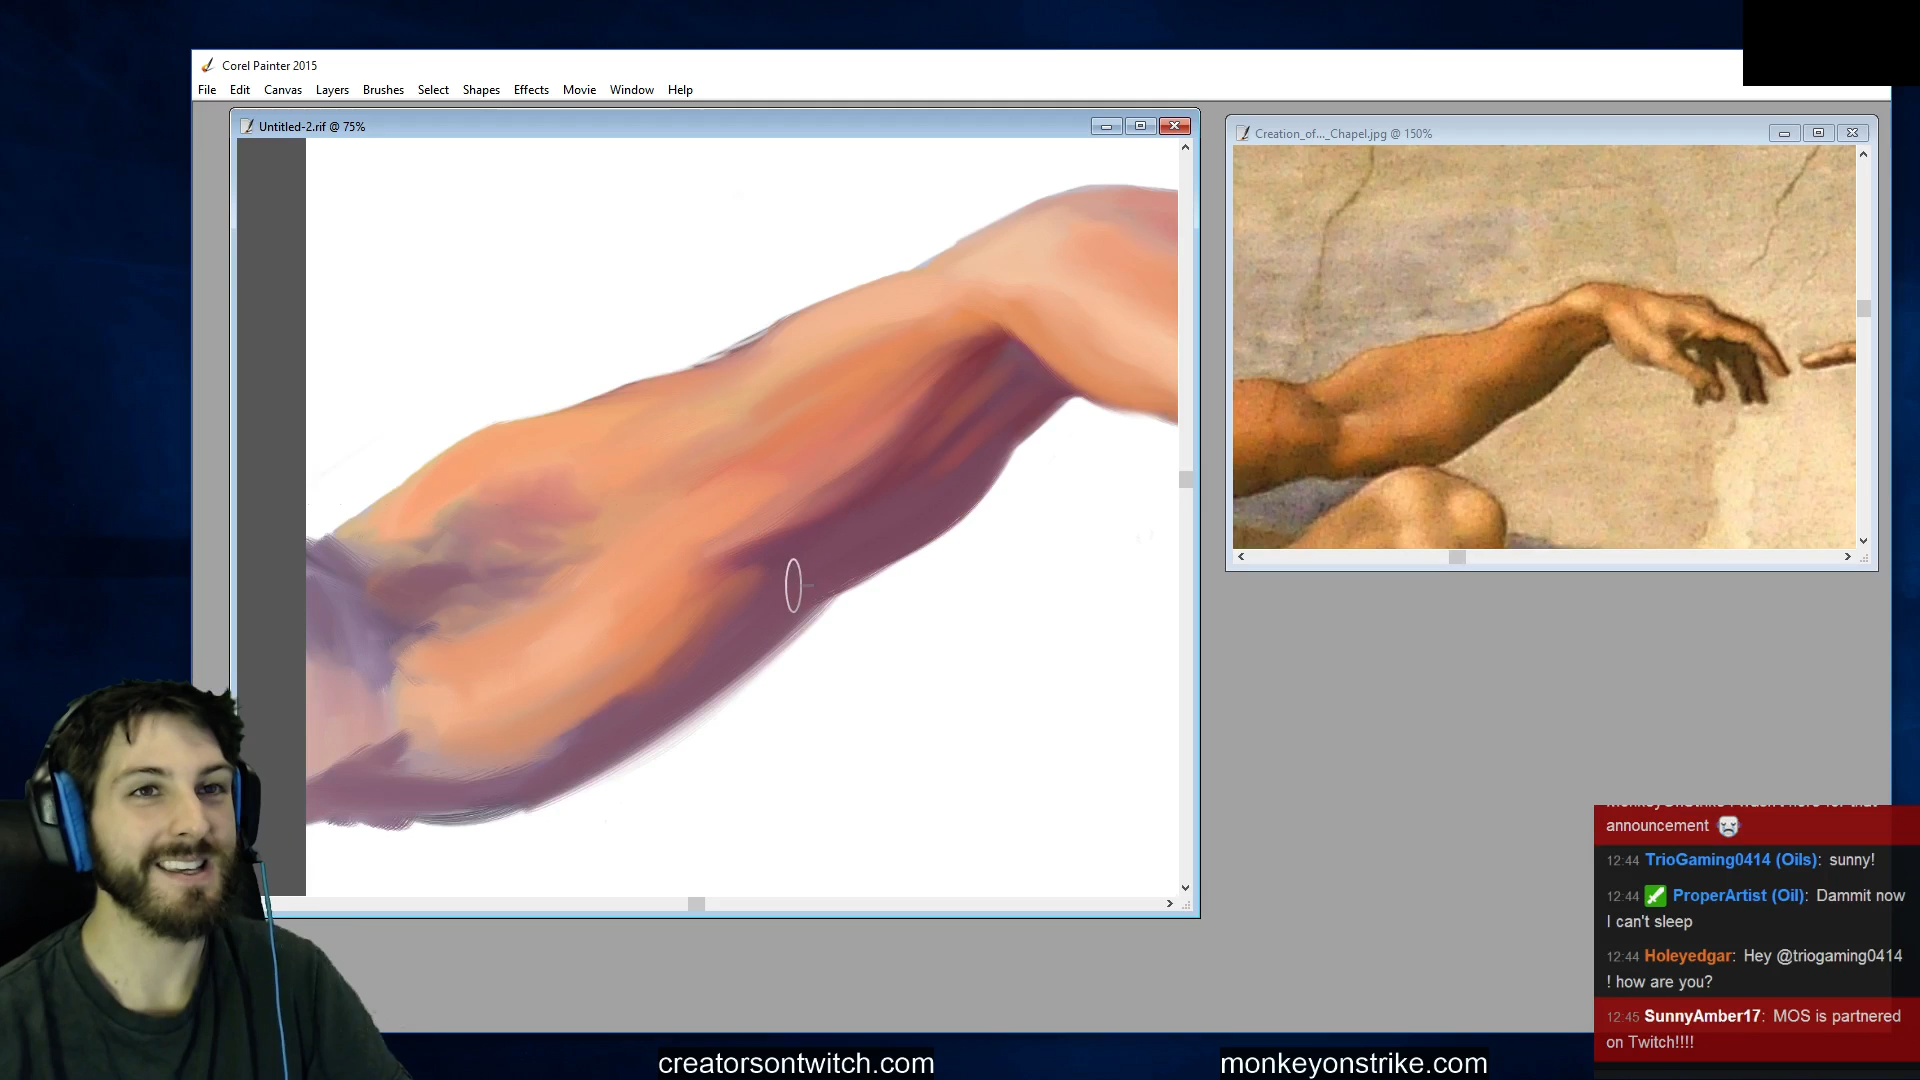 Corel Painter 2015
File Edit Canvas Layers Brushes Select Shapes Effects Movie Window Help
Untitled-2.rif @ 75%
Creation_of..._Chapel.jpg @ 150%
announcement
12:44 TrioGaming0414 (Oils): sunny!
12:44 ProperArtist (Oil): Dammit now
I can't sleep
12:44 Holeyedgar: Hey @triogaming0414
! how are you?
12:45 SunnyAmber17: MOS is partnered
on Twitch!!!!
creatorsontwitch.com
monkeyonstrike.com